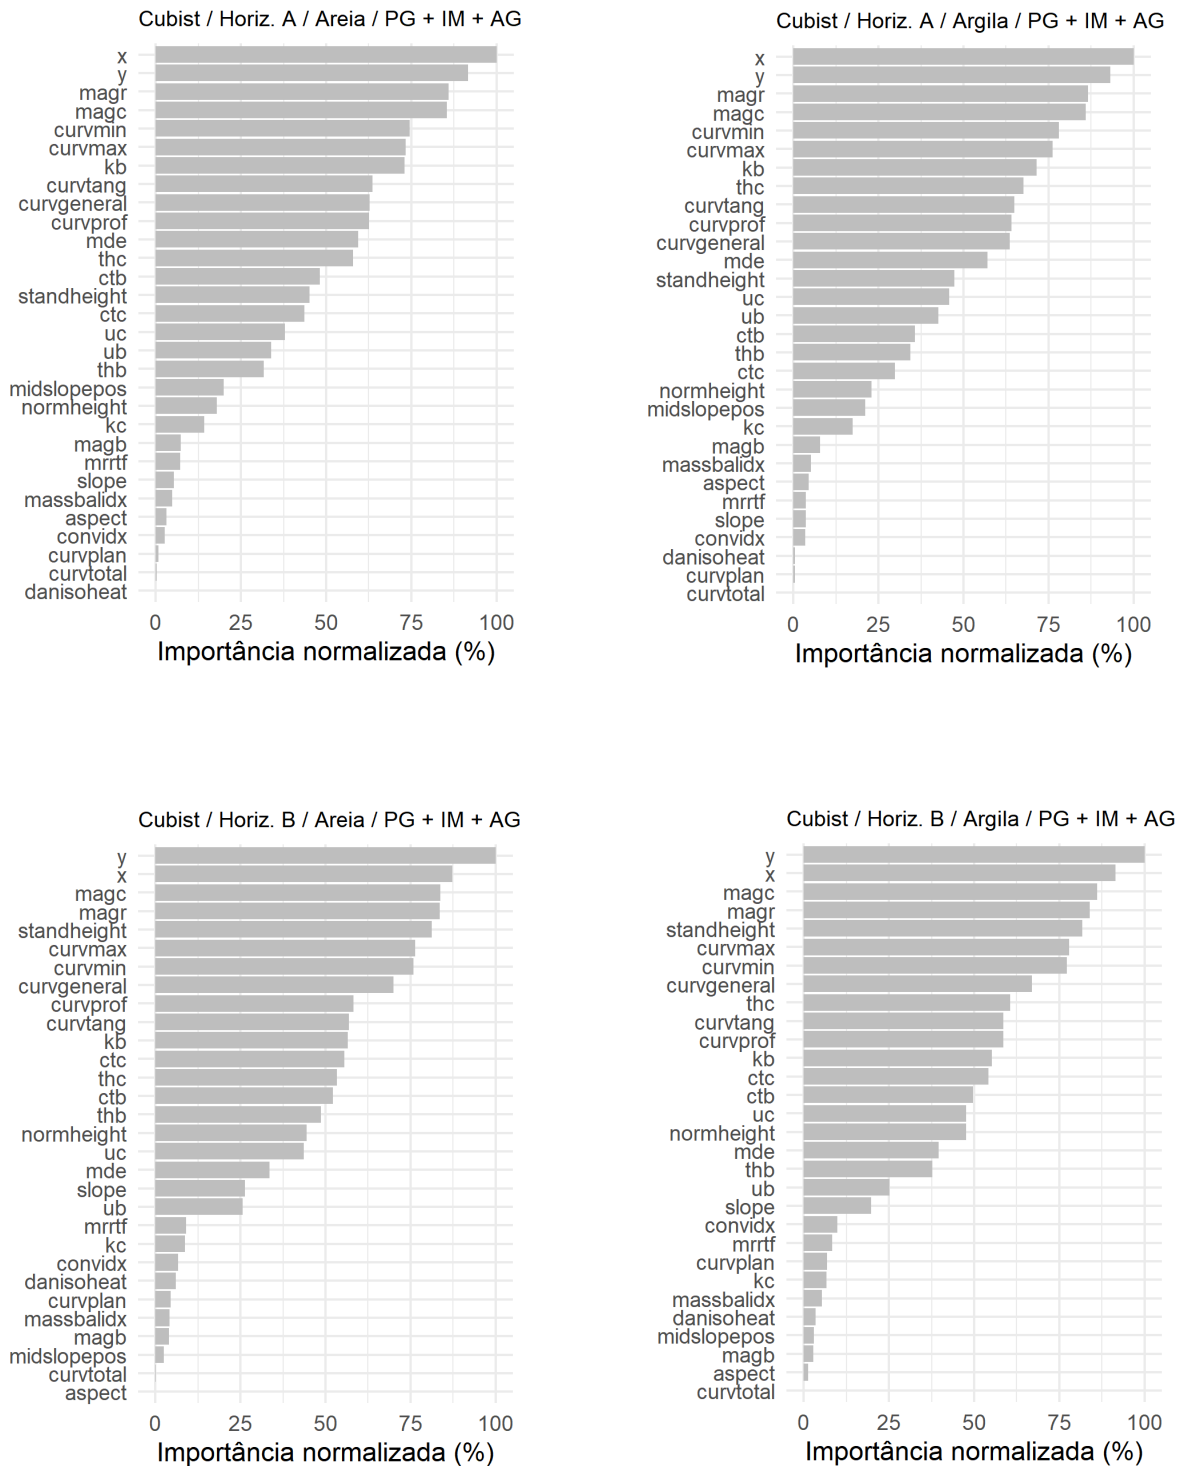 Cubist / Horiz. A / Areia / PG + IM + AG
x
y
magr
magc
curvmin
curvmax
kb
curvtang
curvgeneral
curvprof
mde
thc
ctb
standheight
ctc
uc
ub
thb
midslopepos
normheight
kc
magb
mrrtf
slope
massbalidx
aspect
convidx
curvplan
curvtotal
danisoheat
0 25 50 75 100
Importância normalizada (%)
Cubist / Horiz. A / Argila / PG + IM + AG
x
y
magr
magc
curvmin
curvmax
kb
thc
curvtang
curvprof
curvgeneral
mde
standheight
uc
ub
ctb
thb
ctc
normheight
midslopepos
kc
magb
massbalidx
aspect
mrrtf
slope
convidx
danisoheat
curvplan
curvtotal
0 25 50 75 100
Importância normalizada (%)
Cubist / Horiz. B / Areia / PG + IM + AG
y
x
magc
magr
standheight
curvmax
curvmin
curvgeneral
curvprof
curvtang
kb
ctc
thc
ctb
thb
normheight
uc
mde
slope
ub
mrrtf
kc
convidx
danisoheat
curvplan
massbalidx
magb
midslopepos
curvtotal
aspect
0 25 50 75 100
Importância normalizada (%)
Cubist / Horiz. B / Argila / PG + IM + AG
y
x
magc
magr
standheight
curvmax
curvmin
curvgeneral
thc
curvtang
curvprof
kb
ctc
ctb
uc
normheight
mde
thb
ub
slope
convidx
mrrtf
curvplan
kc
massbalidx
danisoheat
midslopepos
magb
aspect
curvtotal
0 25 50 75 100
Importância normalizada (%)